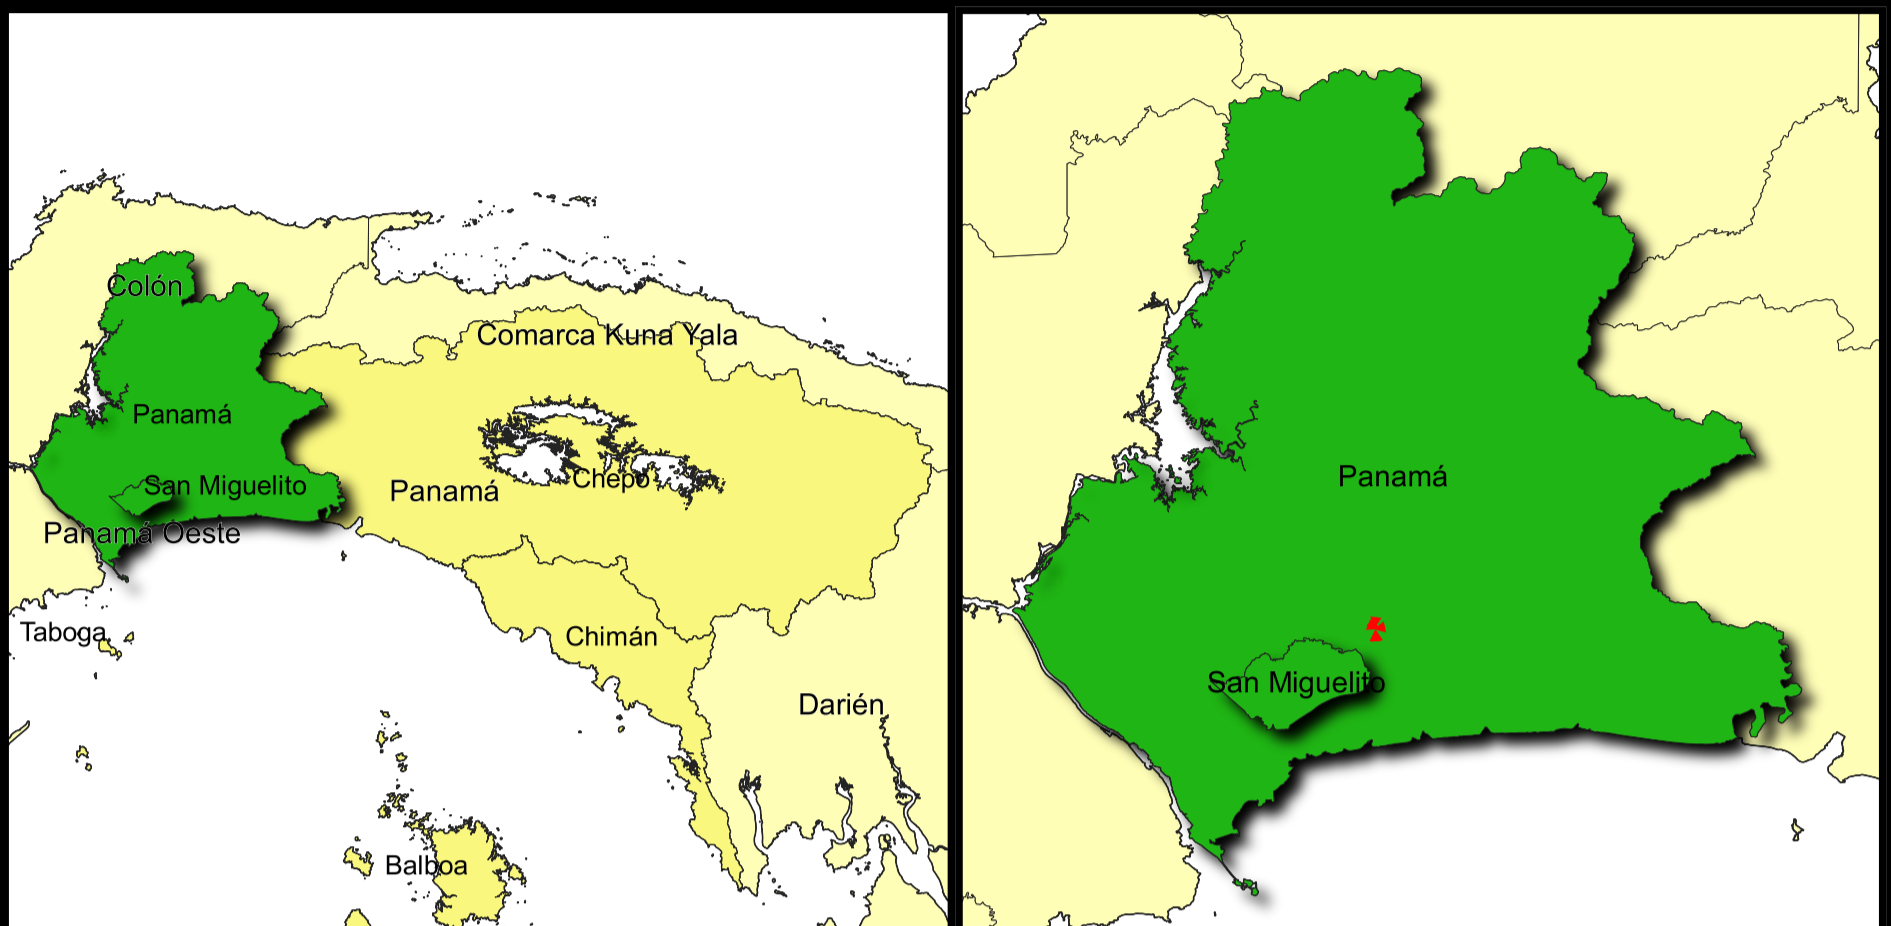 Colón
Comarca Kuna Yala
Panamá
San Miguelito
Panamá
Chepo
Panamá Oeste
Taboga
Chimán
Darién
Balboa
Panamá
San Miguelito